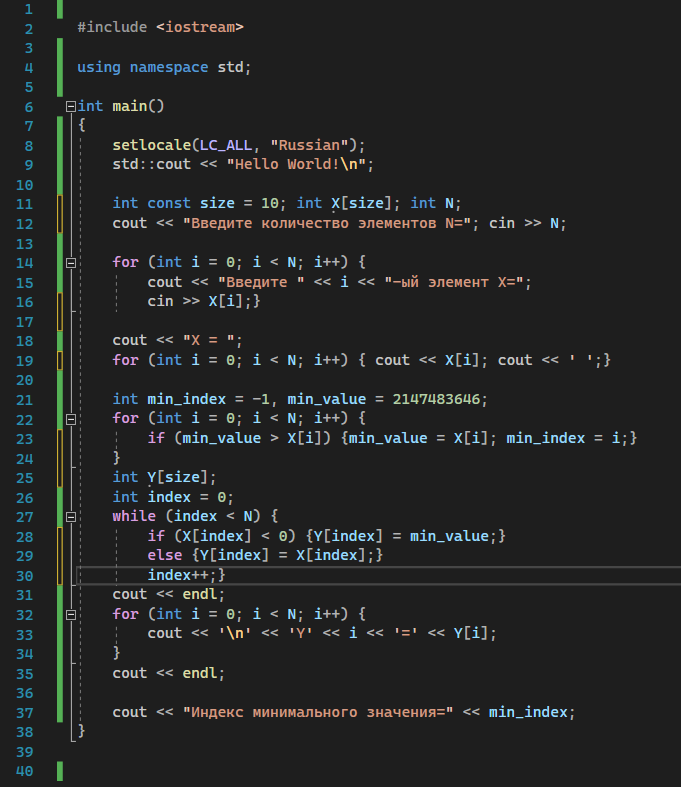 1
2 #include <iostream>
3
4 using namespace std;
5
6 int main()
7 {
8 setlocale(LC_ALL, "Russian");
9 std::cout << "Hello World!\n";
10
11 int const size = 10; int X[size]; int N;
12 cout << "Введите количество элементов N="; cin >> N;
13
14 for (int i = 0; i < N; i++) {
15 cout << "Введите " << i << "-ый элемент X=";
16 cin >> X[i];}
17
18 cout << "X = ";
19 for (int i = 0; i < N; i++) { cout << X[i]; cout << ' ';}
20
21 int min_index = -1, min_value = 2147483646;
22 for (int i = 0; i < N; i++) {
23 if (min_value > X[i]) {min_value = X[i]; min_index = i;}
24 }
25 int Y[size];
26 int index = 0;
27 while (index < N) {
28 if (X[index] < 0) {Y[index] = min_value;}
29 else {Y[index] = X[index];}
30 index++;}
31 cout << endl;
32 for (int i = 0; i < N; i++) {
33 cout << '\n' << 'Y' << i << '=' << Y[i];
34 }
35 cout << endl;
36
37 cout << "Индекс минимального значения=" << min_index;
38 }
39
40